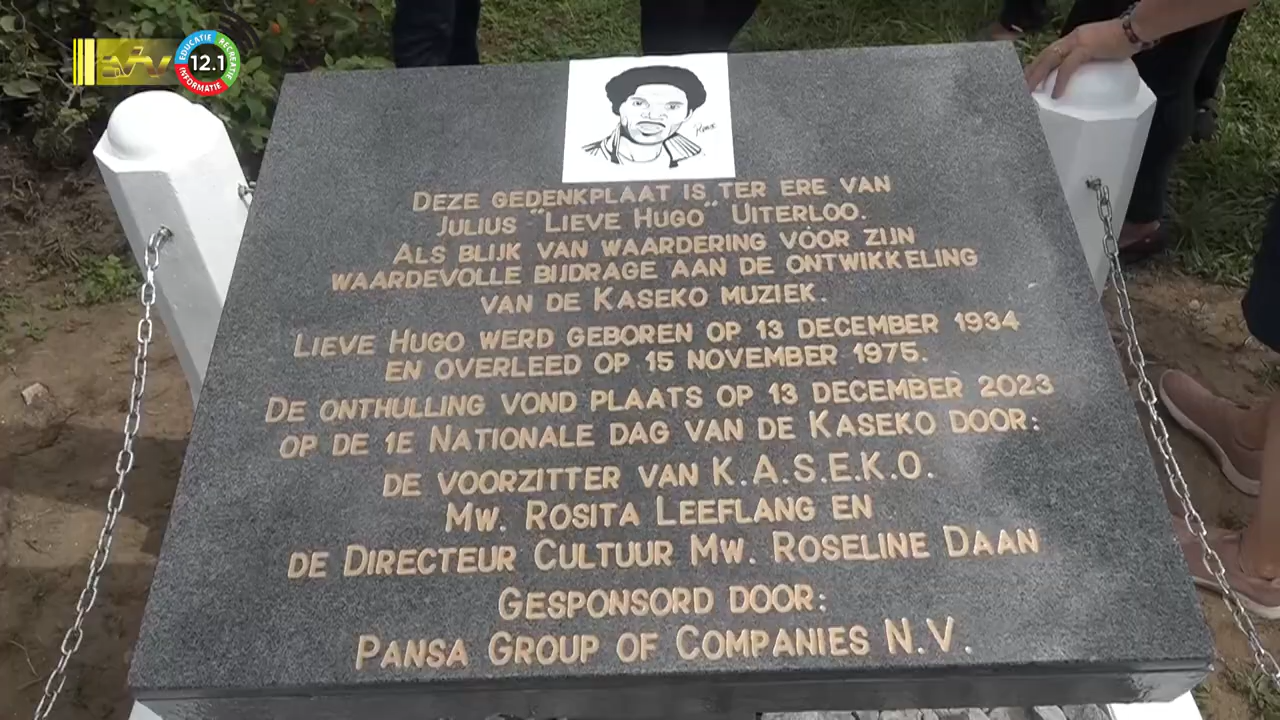 EDUCATIE
RECREATIE
INFORMATIE
12.1
DEZE GEDENKPLAAT IS TER ERE VAN
JULIUS "LIEVE HUGO" UITERLOO.
ALS BLIJK VAN WAARDERING VOOR ZIJN
WAARDEVOLLE BIJDRAGE AAN DE ONTWIKKELING
VAN DE KASEKO MUZIEK.
LIEVE HUGO WERD GEBOREN OP 13 DECEMBER 1934
EN OVERLEED OP 15 NOVEMBER 1975.
DE ONTHULLING VOND PLAATS OP 13 DECEMBER 2023
OP DE 1E NATIONALE DAG VAN DE KASEKO DOOR:
DE VOORZITTER VAN K.A.S.E.K.O.
MW. ROSITA LEEFLANG EN
DE DIRECTEUR CULTUUR MW. ROSELINE DAAN
GESPONSORD DOOR:
PANSA GROUP OF COMPANIES N.V.